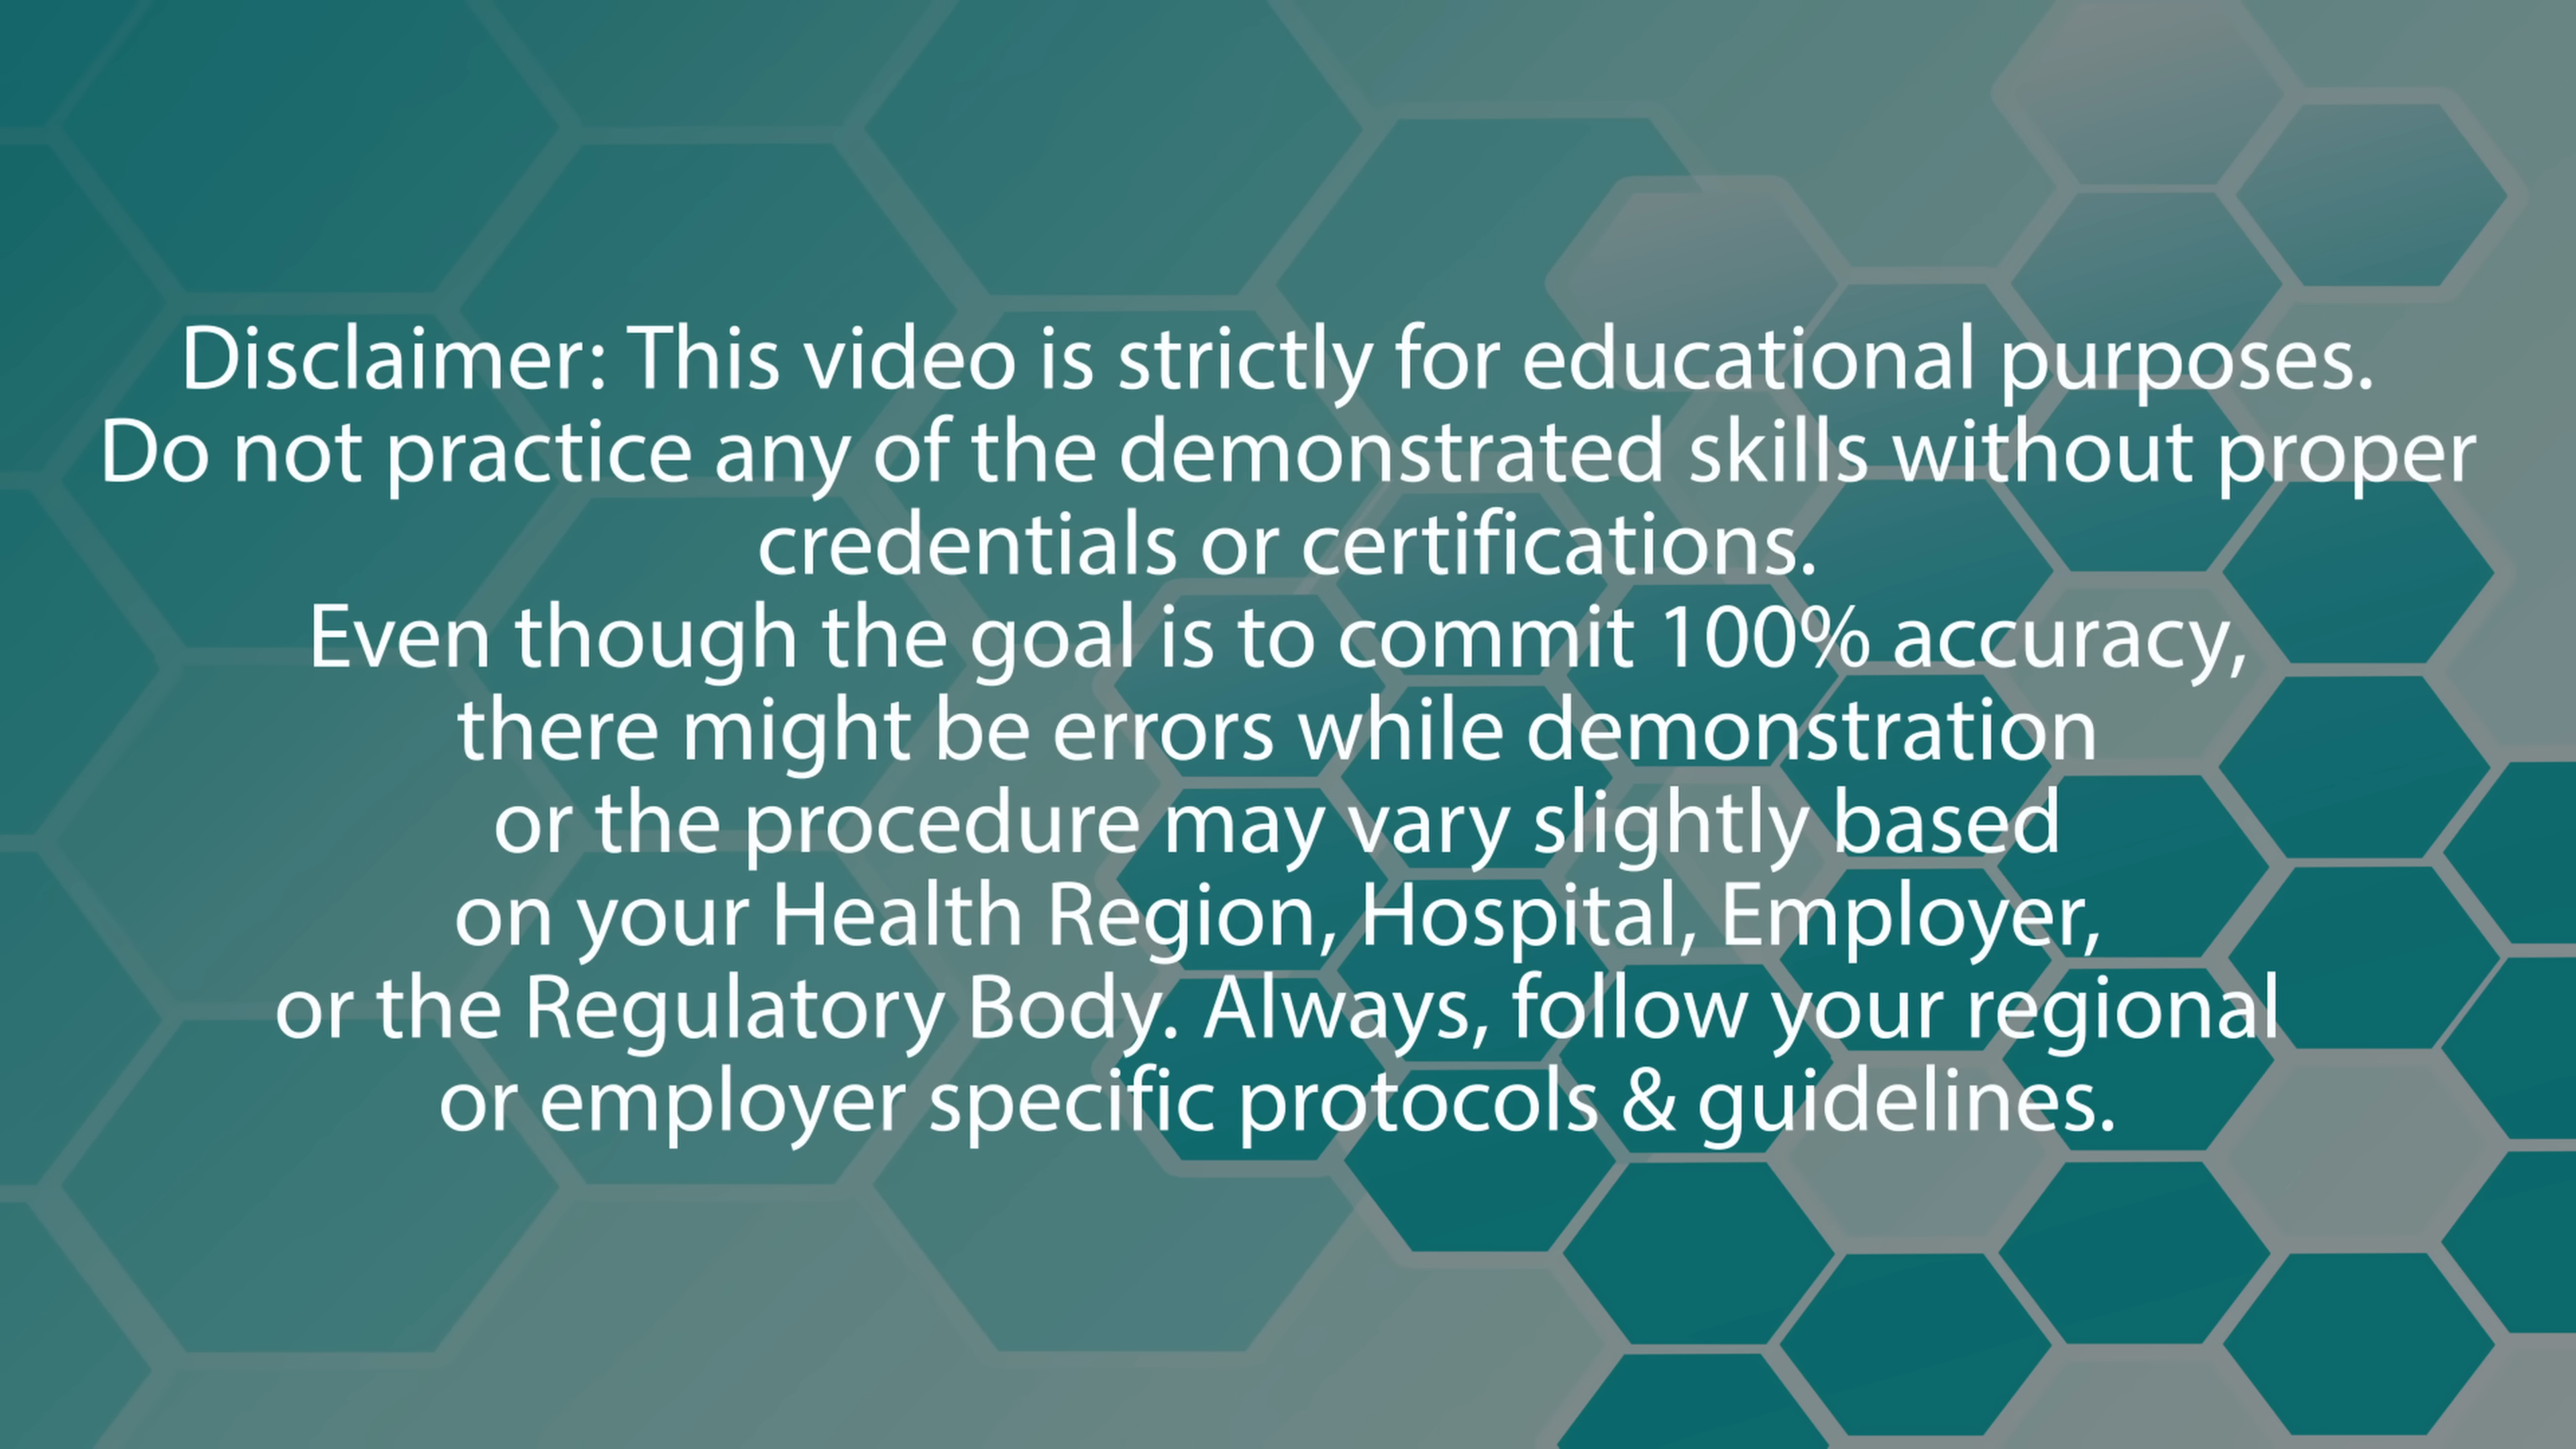 Disclaimer: This video is strictly for educational purposes.
Do not practice any of the demonstrated skills without proper
credentials or certifications.
Even though the goal is to commit 100% accuracy,
there might be errors while demonstration
or the procedure may vary slightly based
on your Health Region, Hospital, Employer,
or the Regulatory Body. Always, follow your regional
or employer specific protocols & guidelines.